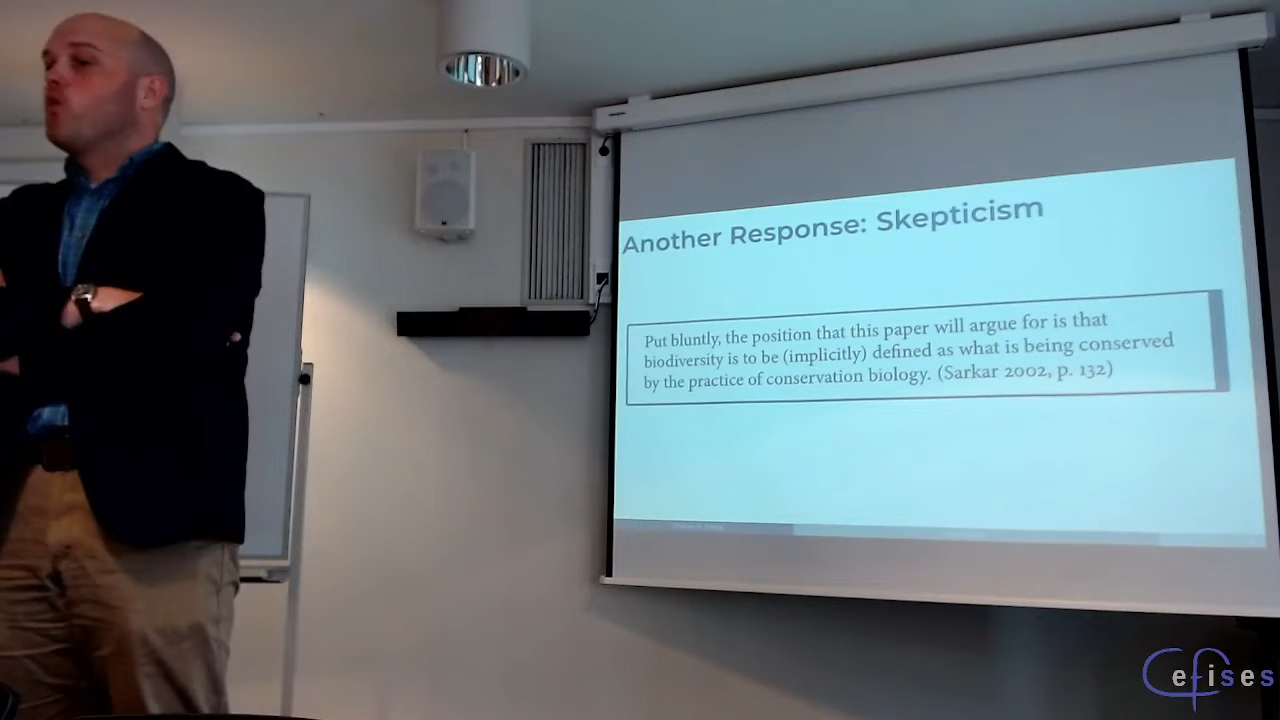 Another Response: Skepticism
Put bluntly, the position that this paper will argue for is that
biodiversity is to be (implicitly) defined as what is being conserved
by the practice of conservation biology. (Sarkar 2002, p. 132)
efises